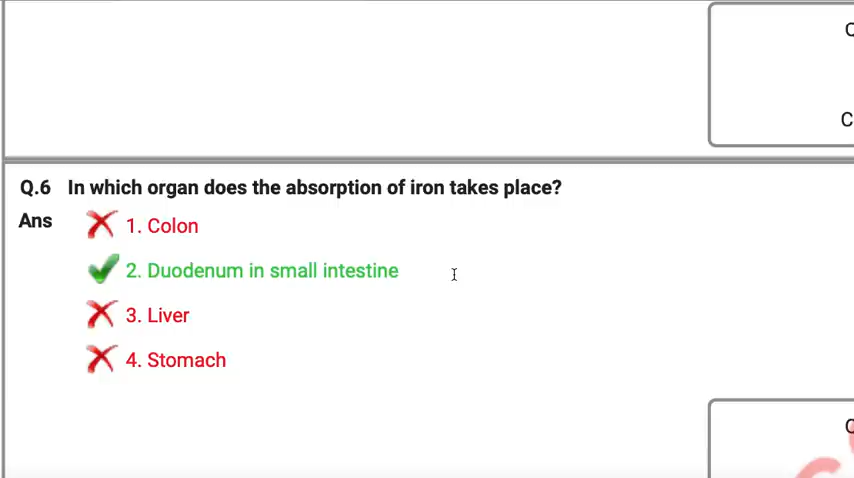 Q.6 In which organ does the absorption of iron takes place?
Ans
1. Colon
2. Duodenum in small intestine
3. Liver
4. Stomach